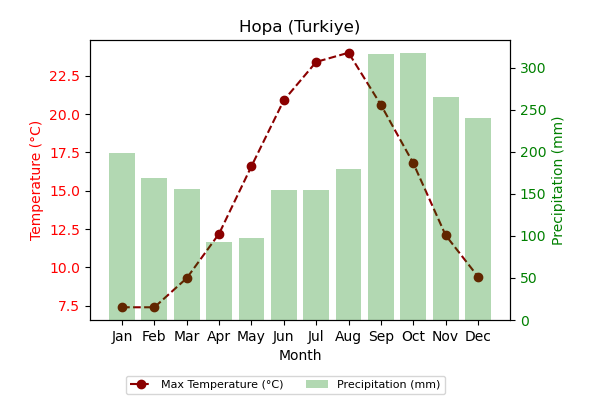 Hopa (Turkiye)
Temperature (°C)
22.5
20.0
17.5
15.0
12.5
10.0
7.5
300
250
200
150
100
50
0
Precipitation (mm)
Jan Feb Mar Apr May Jun Jul Aug Sep Oct Nov Dec
Month
Max Temperature (°C) Precipitation (mm)